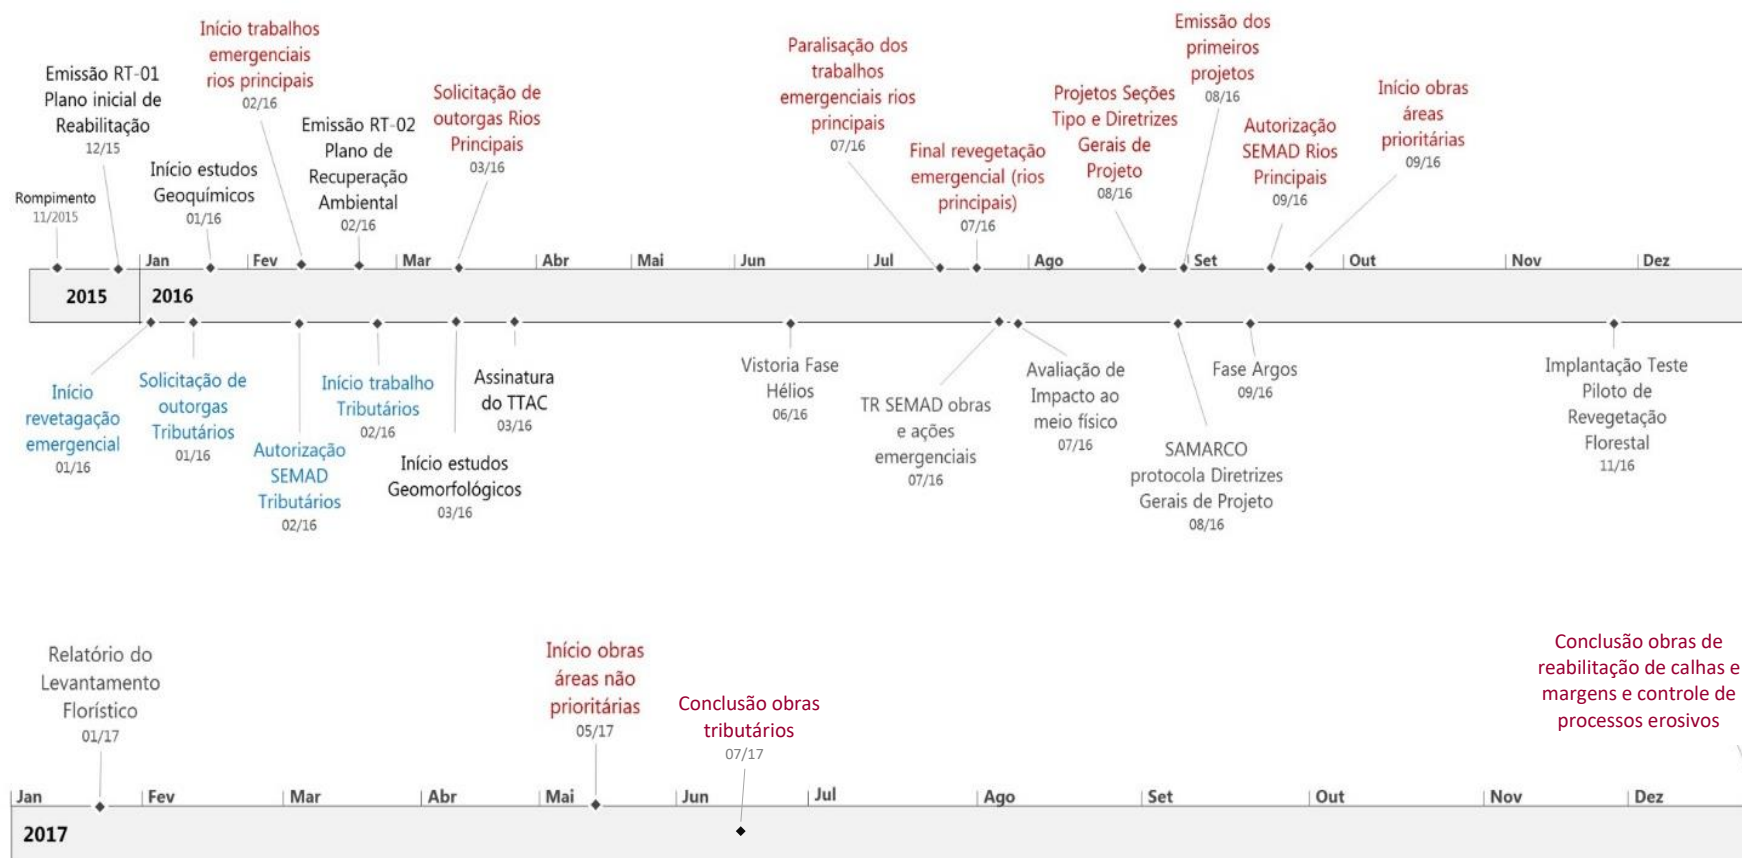 Rompimento
11/2015
Emissão RT-01
Plano inicial de
Reabilitação
12/15
Início estudos
Geoquímicos
01/16
Início trabalhos
emergenciais
rios principais
02/16
Emissão RT-02
Plano de
Recuperação
Ambiental
02/16
Solicitação de
outorgas Rios
Principais
03/16
Paralisação dos
trabalhos
emergenciais rios
principais
07/16
Final revegetação
emergencial (rios
principais)
07/16
Projetos Seções
Tipo e Diretrizes
Gerais de
Projeto
08/16
Emissão dos
primeiros
projetos
08/16
Autorização
SEMAD Rios
Principais
09/16
Início obras
áreas
prioritárias
09/16
Jan Fev Mar Abr Mai Jun Jul Ago Set Out Nov Dez
2015 2016
Início
revetagação
emergencial
01/16
Solicitação de
outorgas
Tributários
01/16
Autorização
SEMAD
Tributários
02/16
Início trabalho
Tributários
02/16
Início estudos
Geomorfológicos
03/16
Assinatura
do TTAC
03/16
Vistoria Fase
Hélios
06/16
TR SEMAD obras
e ações
emergenciais
07/16
Avaliação de
Impacto ao
meio físico
07/16
SAMARCO
protocola Diretrizes
Gerais de Projeto
08/16
Fase Argos
09/16
Implantação Teste
Piloto de
Revegetação
Florestal
11/16
Relatório do
Levantamento
Florístico
01/17
Início obras
áreas não
prioritárias
05/17
Conclusão obras
tributários
07/17
Conclusão obras de
reabilitação de calhas e
margens e controle de
processos erosivos
Jan Fev Mar Abr Mai Jun Jul Ago Set Out Nov Dez
2017